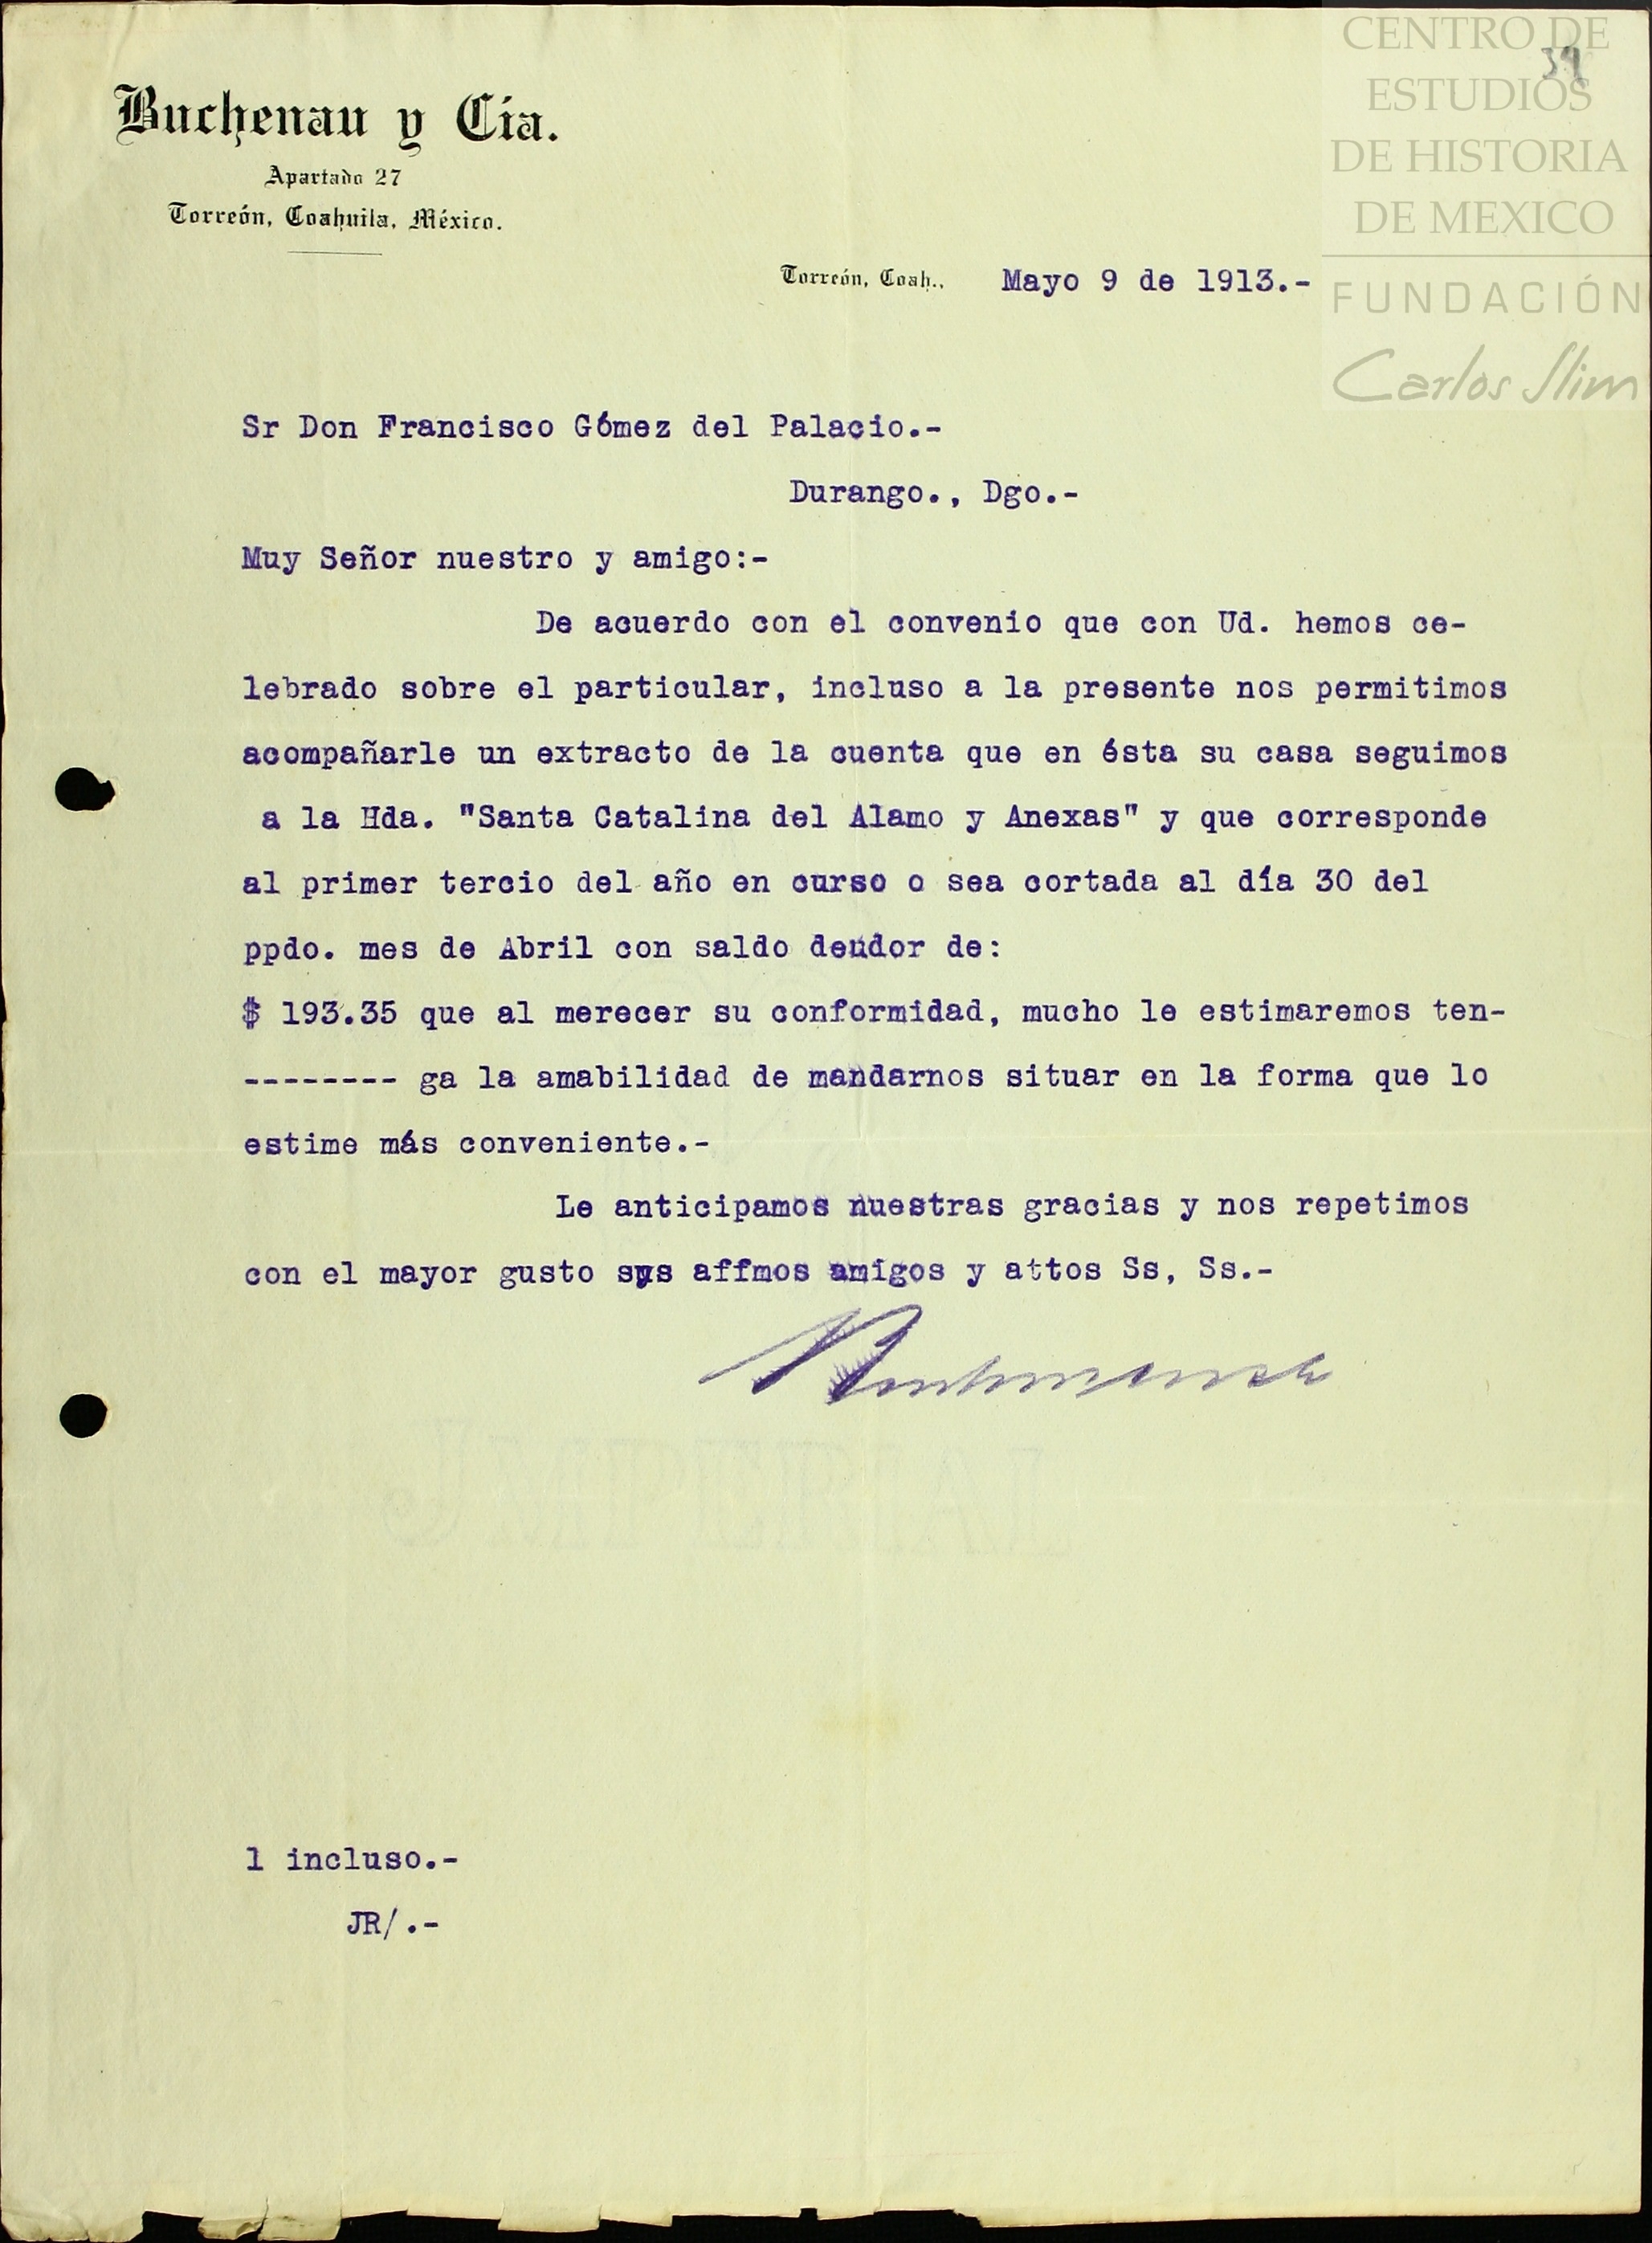 CENTRO DE
ESTUDIOS
DE HISTORIA
DE MEXICO
FUNDACIÓN
Carlos Slim
39
Buchenau y Cía.
Apartado 27
Torreón, Coahuila, México.
Torreón, Coah., Mayo 9 de 1913.-
Sr Don Francisco Gómez del Palacio.-
Durango., Dgo.-
Muy Señor nuestro y amigo:-
De acuerdo con el convenio que con Ud. hemos ce-
lebrado sobre el particular, incluso a la presente nos permitimos
acompañarle un extracto de la cuenta que en ésta su casa seguimos
a la Hda. "Santa Catalina del Alamo y Anexas" y que corresponde
al primer tercio del año en curso o sea cortada al día 30 del
ppdo. mes de Abril con saldo deudor de:
$ 193.35 que al merecer su conformidad, mucho le estimaremos ten-
-------- ga la amabilidad de mandarnos situar en la forma que lo
estime más conveniente.-
Le anticipamos nuestras gracias y nos repetimos
con el mayor gusto sus affmos amigos y attos Ss, Ss.-
1 incluso.-
JR/.-